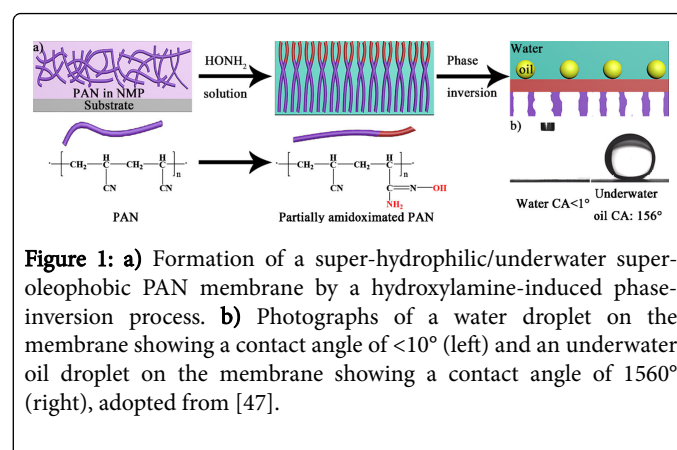 a)
PAN in NMP
Substrate
HONH2
solution
Phase
inversion
Water
oil
b)
Water CA<1°
Underwater
oil CA: 156°
CH2 C H CN CH2 C H CN n
PAN
CH2 C H CN CH2 C H C N OH NH2 n
Partially amidoximated PAN
Figure 1: a) Formation of a super-hydrophilic/underwater super-
oleophobic PAN membrane by a hydroxylamine-induced phase-
inversion process. b) Photographs of a water droplet on the
membrane showing a contact angle of <10° (left) and an underwater
oil droplet on the membrane showing a contact angle of 1560°
(right), adopted from [47].